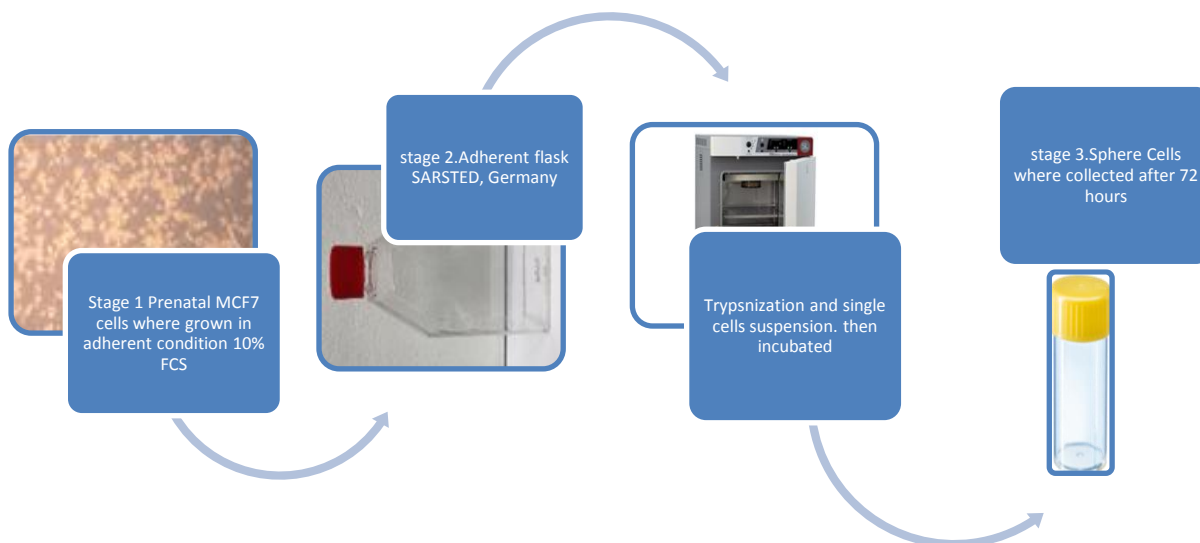 Stage 1 Prenatal MCF7
cells where grown in
adherent condition 10%
FCS
stage 2.Adherent flask
SARSTED, Germany
Trypsnization and single
cells suspension. then
incubated
stage 3.Sphere Cells
where collected after 72
hours